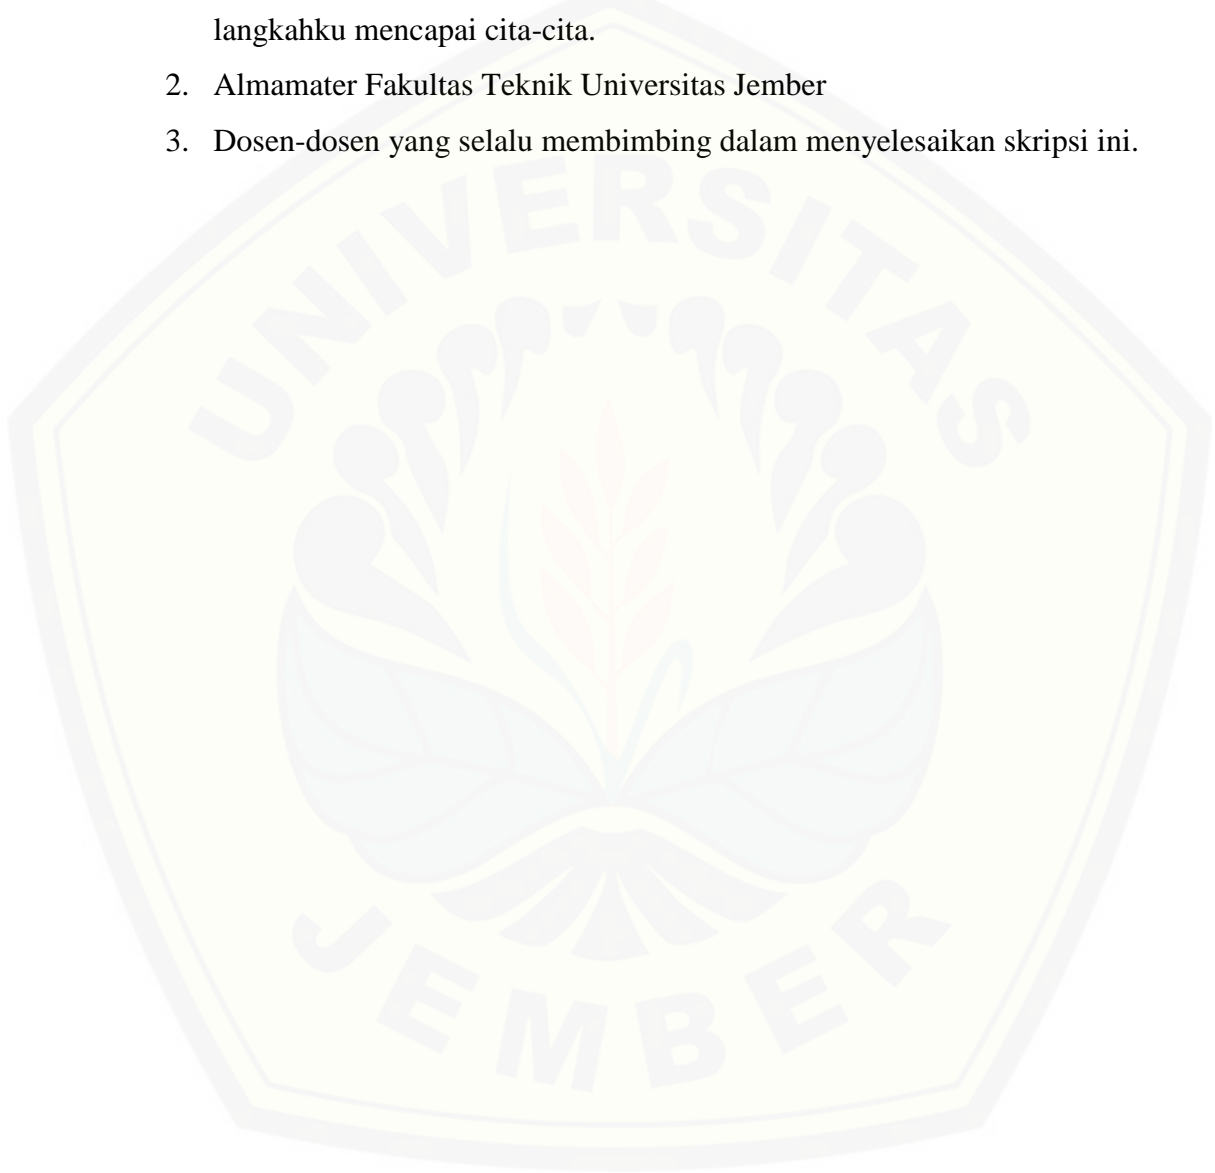 langkahku mencapai cita-cita.
2. Almamater Fakultas Teknik Universitas Jember
3. Dosen-dosen yang selalu membimbing dalam menyelesaikan skripsi ini.
UNIVERSITAS
JEMBER